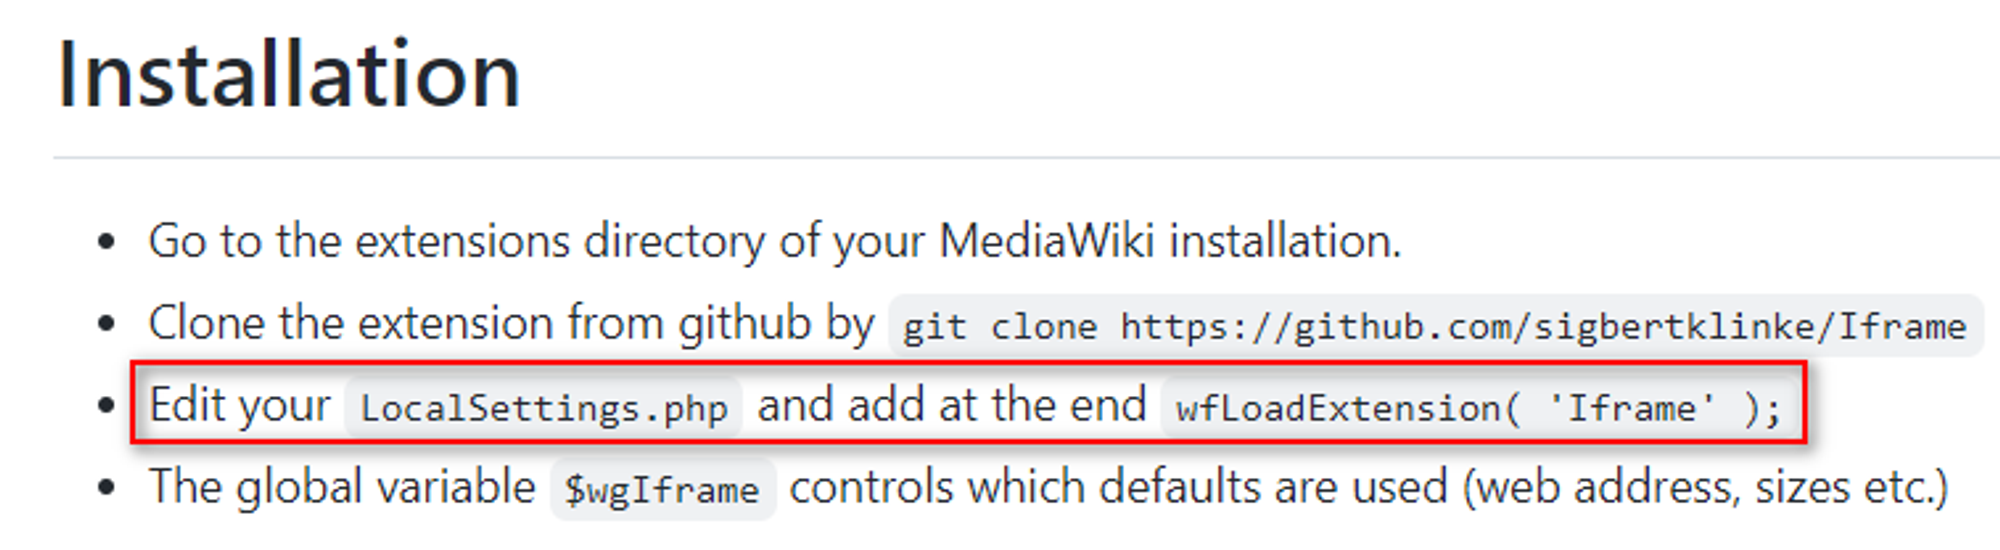 Installation
• Go to the extensions directory of your MediaWiki installation.
• Clone the extension from github by git clone https://github.com/sigbertklinke/Iframe
• Edit your LocalSettings.php and add at the end wfLoadExtension( 'Iframe' );
• The global variable $wgIframe controls which defaults are used (web address, sizes etc.)